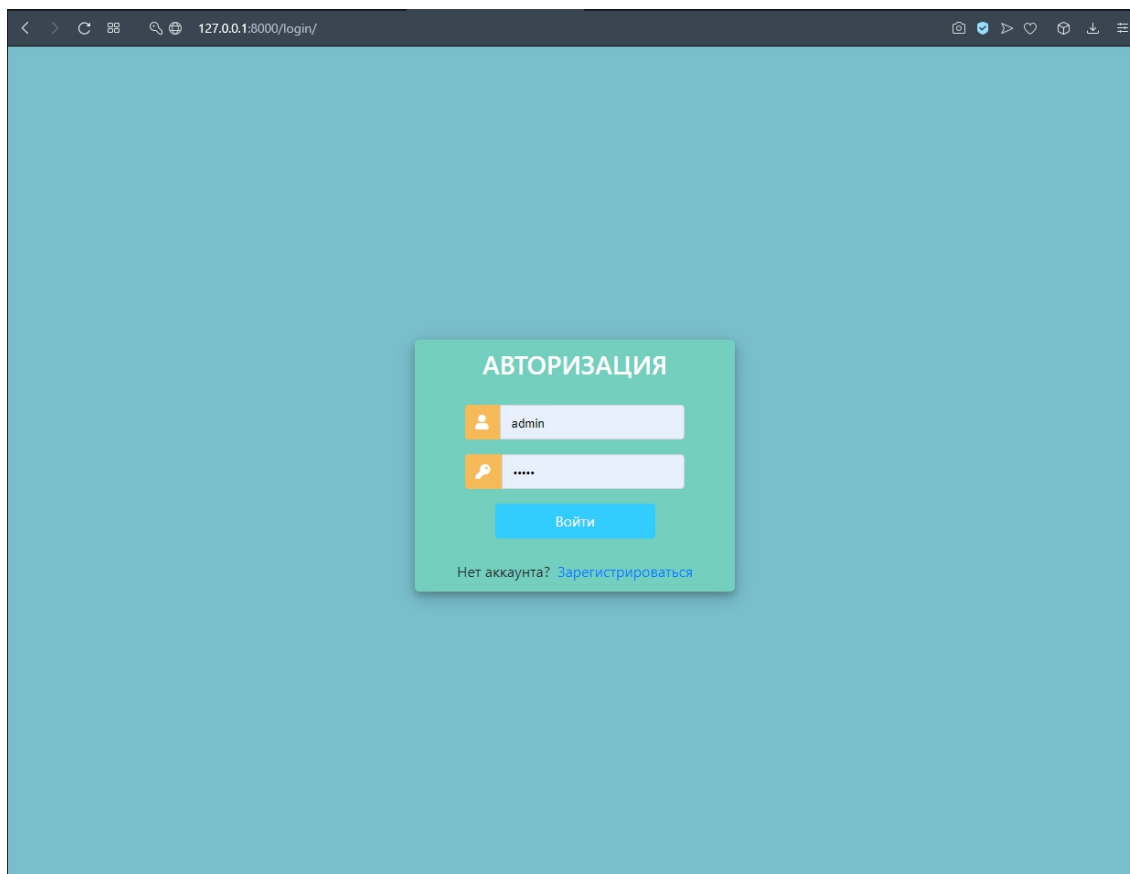 127.0.0.1:8000/login/
АВТОРИЗАЦИЯ
admin
•••••
Войти
Нет аккаунта? Зарегистрироваться